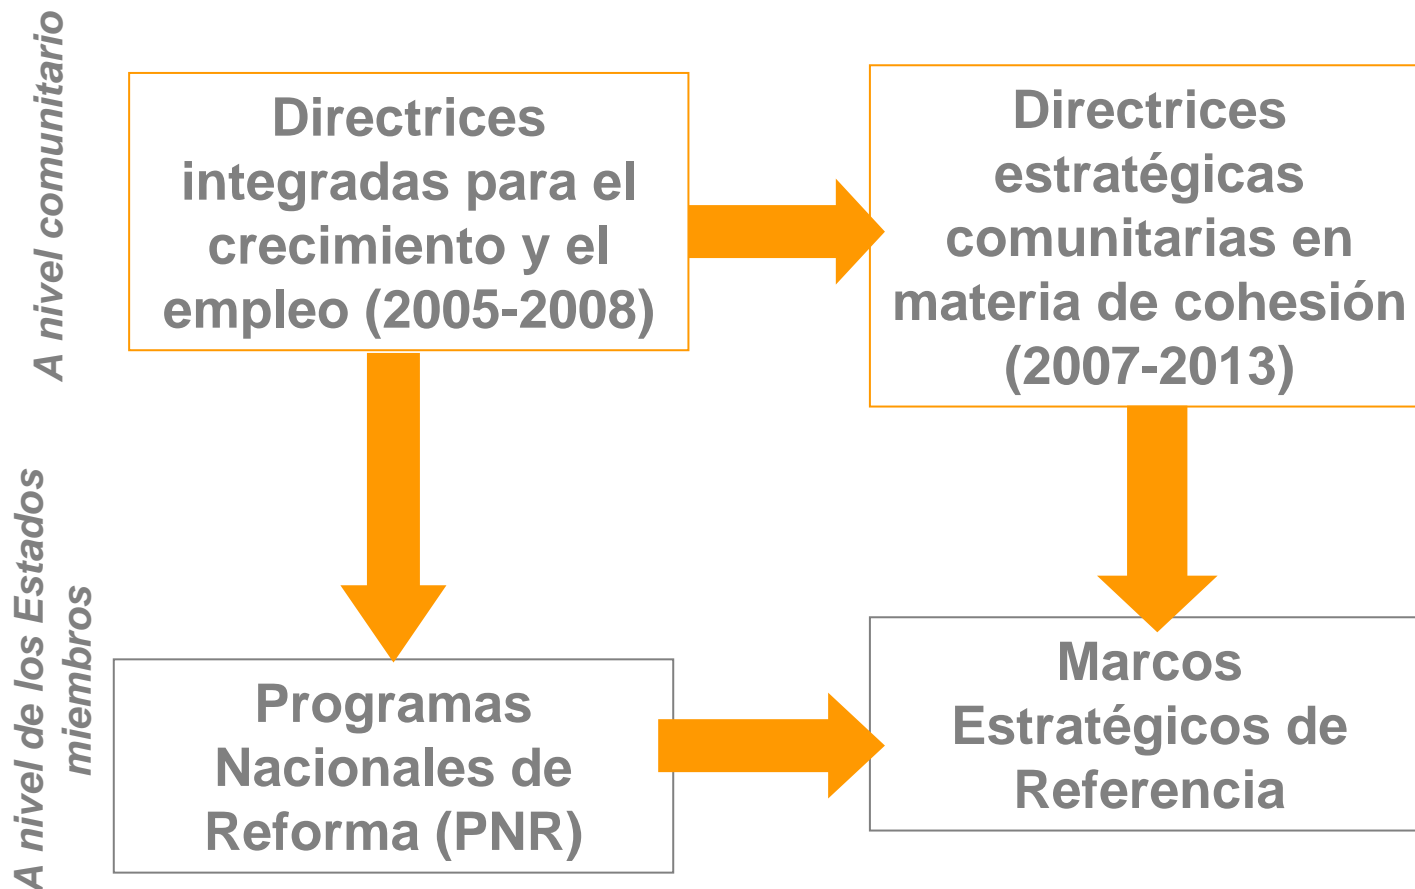 A nivel comunitario
Directrices
integradas para el
crecimiento y el
empleo (2005-2008)
Directrices
estratégicas
comunitarias en
materia de cohesión
(2007-2013)
A nivel de los Estados
miembros
Programas
Nacionales de
Reforma (PNR)
Marcos
Estratégicos de
Referencia